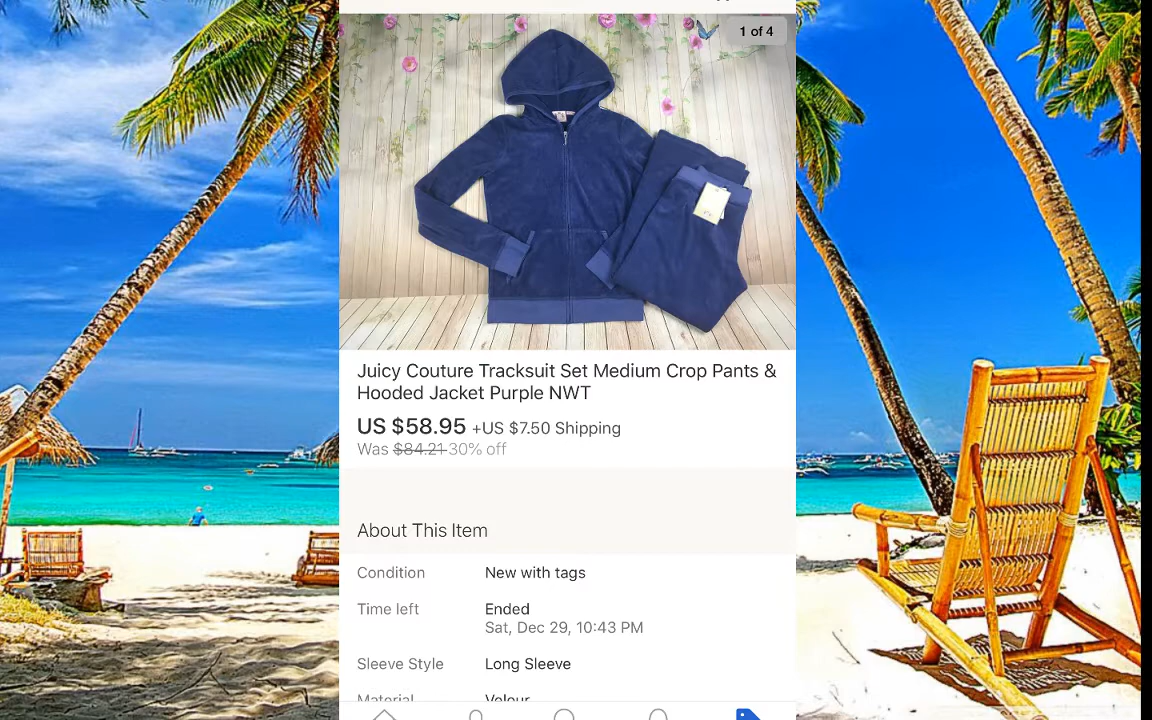 1 of 4
Juicy Couture Tracksuit Set Medium Crop Pants &
Hooded Jacket Purple NWT
US $58.95 +US $7.50 Shipping
Was $84.21 30% off
About This Item
Condition New with tags
Time left Ended
Sat, Dec 29, 10:43 PM
Sleeve Style Long Sleeve
Material Velour